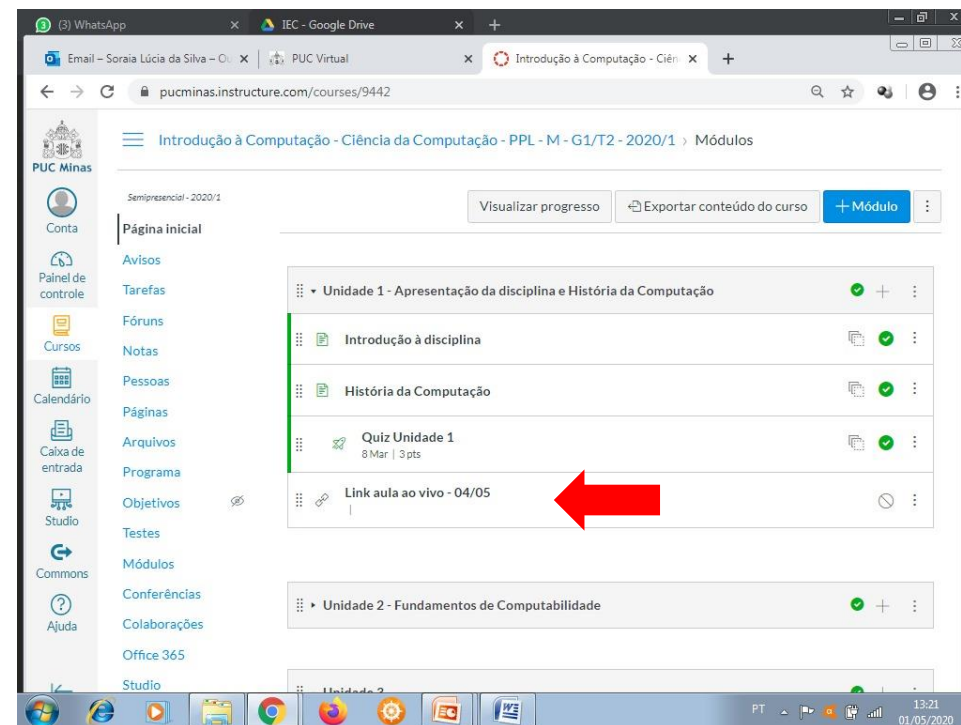 (3) WhatsApp
IEC - Google Drive
Email – Soraia Lúcia da Silva – Ou
PUC Virtual
Introdução à Computação - Ciên
pucminas.instructure.com/courses/9442
PUC Minas
Introdução à Computação - Ciência da Computação - PPL - M - G1/T2 - 2020/1 › Módulos
Semipresencial - 2020/1
Visualizar progresso
Exportar conteúdo do curso
+ Módulo
Conta
Painel de
controle
Cursos
Calendário
Caixa de
entrada
Studio
Commons
Ajuda
Página inicial
Avisos
Tarefas
Fóruns
Notas
Pessoas
Páginas
Arquivos
Programa
Objetivos
Testes
Módulos
Conferências
Colaborações
Office 365
Studio
Unidade 1 - Apresentação da disciplina e História da Computação
Introdução à disciplina
História da Computação
Quiz Unidade 1
8 Mar | 3 pts
Link aula ao vivo - 04/05
|
Unidade 2 - Fundamentos de Computabilidade
Unidade 3
PT
13:21
01/05/2020